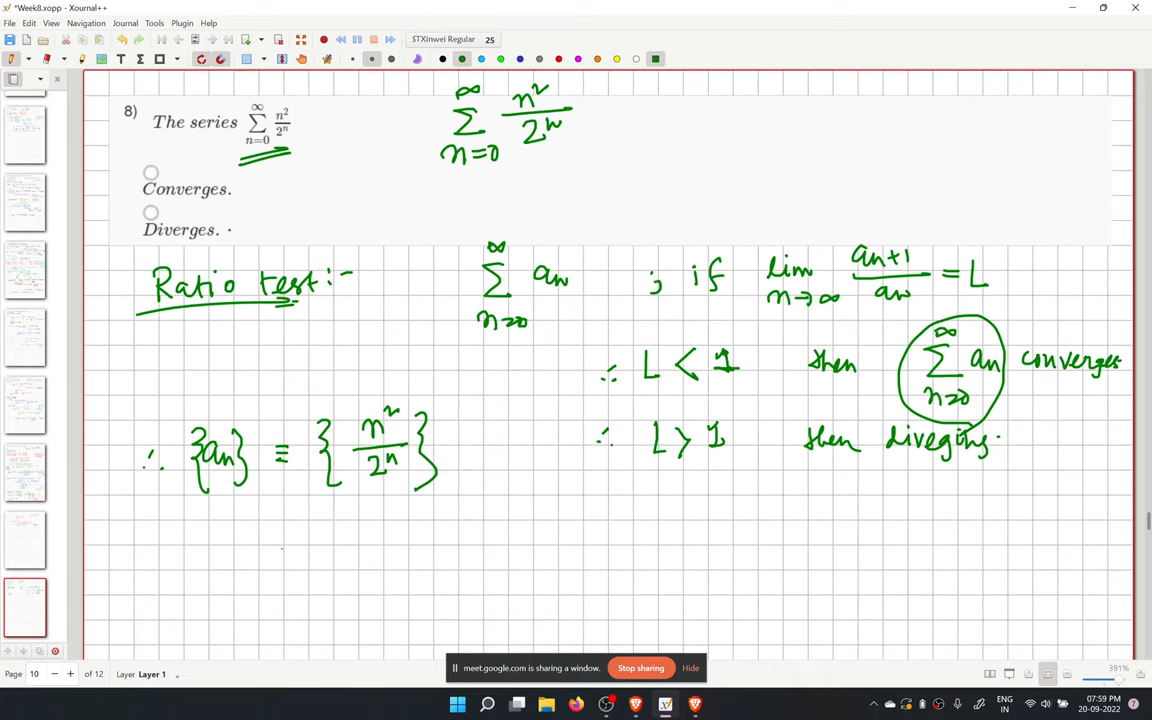 *Week8.xopp - Xournal++
File Edit View Navigation Journal Tools Plugin Help
STXinwei Regular 25
8) The series ∑_{n=0}^{∞} n²/2ⁿ
Converges.
Diverges.
∑_{n=0}^{∞} n²/2ⁿ
Ratio test:- ∑_{n=0}^{∞} an ; if lim_{n→∞} an+1/an = L
∴ L < 1 then ∑_{n=0}^{∞} an converges
∴ L > 1 then diveging.
∴ {an} ≡ {n²/2ⁿ}
meet.google.com is sharing a window. Stop sharing Hide
Page 10 of 12 Layer Layer 1 391%
ENG IN 07:59 PM 20-09-2022